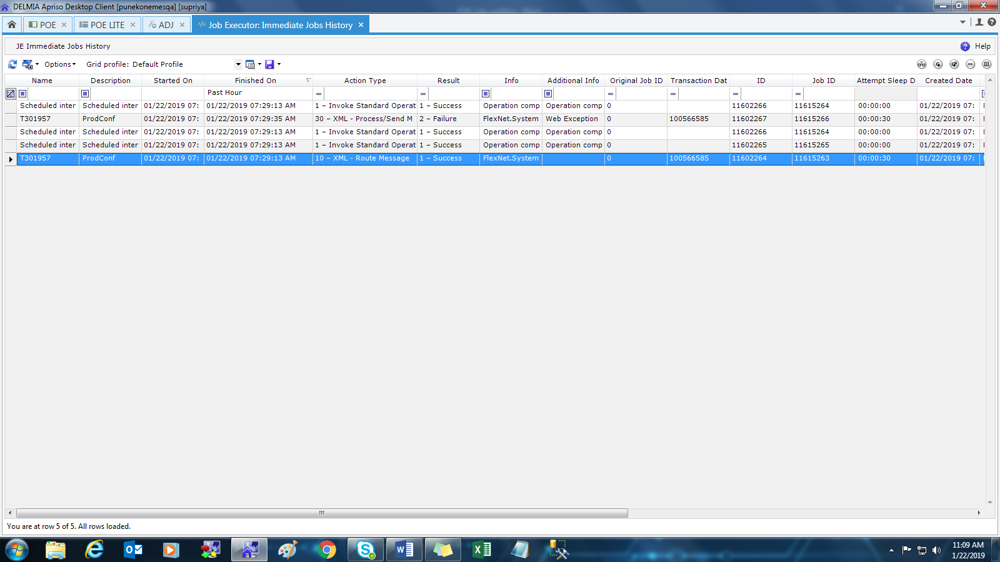 DELMIA Apriso Desktop Client [punekonemesqa] [supriya]
POE POE LITE ADJ Job Executor: Immediate Jobs History
JE Immediate Jobs History Help
Options Grid profile: Default Profile
Name Description Started On Finished On Action Type Result Info Additional Info Original Job ID Transaction Dat ID Job ID Attempt Sleep D Created Date
Past Hour = = = = = =
Scheduled inter Scheduled inter 01/22/2019 07: 01/22/2019 07:29:13 AM 1 – Invoke Standard Operat 1 – Success Operation comp Operation comp 0 11602266 11615264 00:00:00 01/22/2019 07:
T301957 ProdConf 01/22/2019 07: 01/22/2019 07:29:35 AM 30 – XML - Process/Send M 2 – Failure FlexNet.System Web Exception 0 100566585 11602267 11615266 00:00:30 01/22/2019 07:
Scheduled inter Scheduled inter 01/22/2019 07: 01/22/2019 07:29:13 AM 1 – Invoke Standard Operat 1 – Success Operation comp Operation comp 0 11602266 11615264 00:00:00 01/22/2019 07:
Scheduled inter Scheduled inter 01/22/2019 07: 01/22/2019 07:29:13 AM 1 – Invoke Standard Operat 1 – Success Operation comp Operation comp 0 11602265 11615265 00:00:00 01/22/2019 07:
T301957 ProdConf 01/22/2019 07: 01/22/2019 07:29:13 AM 10 – XML - Route Message 1 – Success FlexNet.System 0 100566585 11602264 11615263 00:00:30 01/22/2019 07:
You are at row 5 of 5. All rows loaded.
11:09 AM
1/22/2019